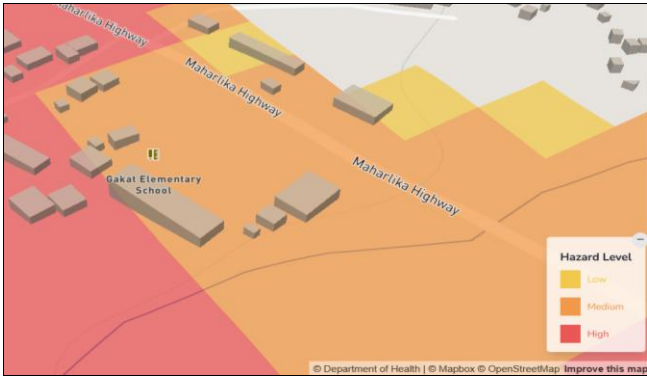 Maharlika Highway
Maharlika Highway
Maharlika Highway
Gakat Elementary
School
Hazard Level
Low
Medium
High
© Department of Health | © Mapbox © OpenStreetMap Improve this map